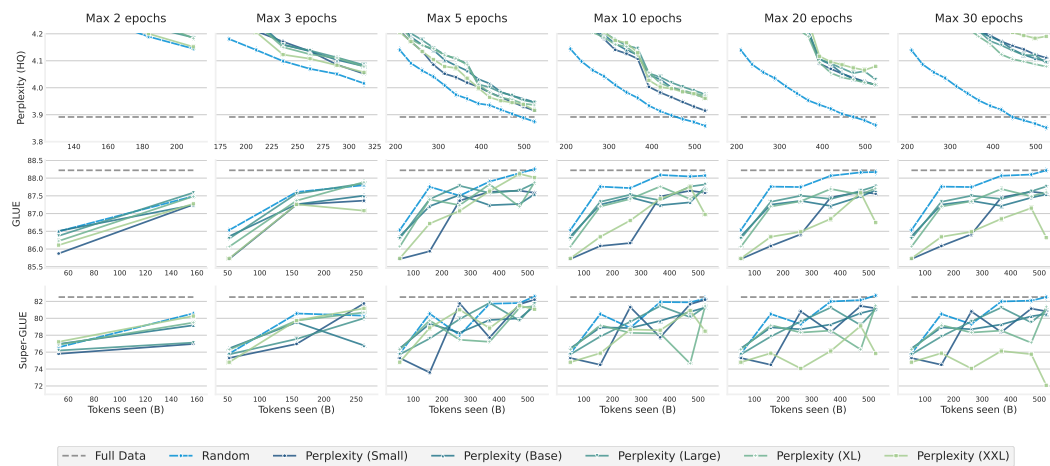 Max 2 epochs Max 3 epochs Max 5 epochs Max 10 epochs Max 20 epochs Max 30 epochs
Perplexity (HQ)
4.2
4.1
4.0
3.9
3.8
140 160 180 200 175 200 225 250 275 300 325 200 300 400 500 200 300 400 500 200 300 400 500 200 300 400 500
GLUE
88.5
88.0
87.5
87.0
86.5
86.0
85.5
60 80 100 120 140 160 50 100 150 200 250 100 200 300 400 500 100 200 300 400 500 100 200 300 400 500 100 200 300 400 500
Super-GLUE
82
80
78
76
74
72
60 80 100 120 140 160 50 100 150 200 250 100 200 300 400 500 100 200 300 400 500 100 200 300 400 500 100 200 300 400 500
Tokens seen (B) Tokens seen (B) Tokens seen (B) Tokens seen (B) Tokens seen (B) Tokens seen (B)
Full Data Random Perplexity (Small) Perplexity (Base) Perplexity (Large) Perplexity (XL) Perplexity (XXL)